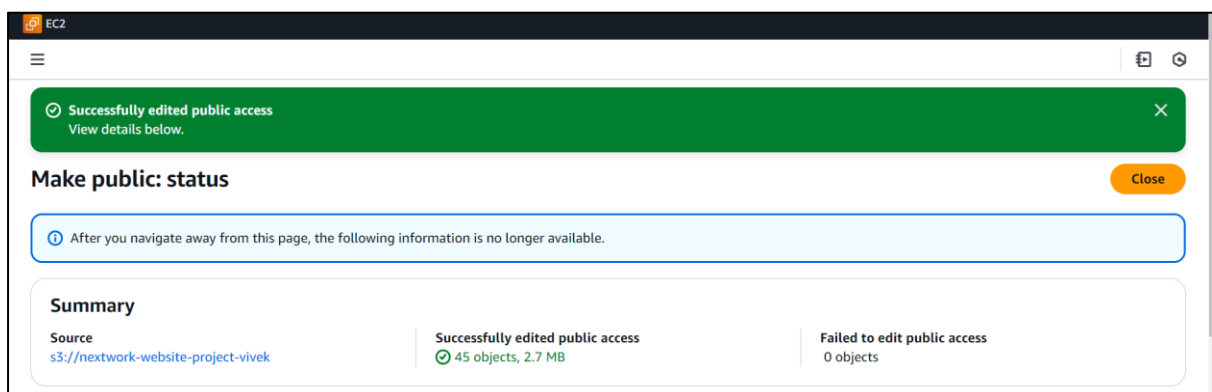 EC2
Successfully edited public access
View details below.
Make public: status
Close
After you navigate away from this page, the following information is no longer available.
Summary
Source
s3://nextwork-website-project-vivek
Successfully edited public access
45 objects, 2.7 MB
Failed to edit public access
0 objects